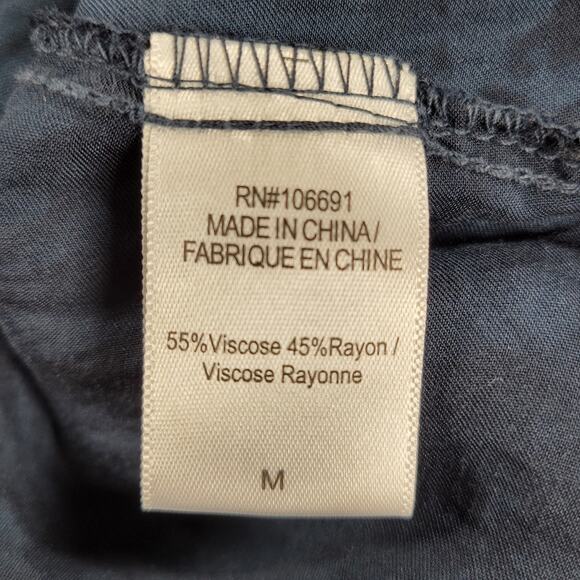 RN#106691
MADE IN CHINA/
FABRIQUE EN CHINE
55%Viscose 45%Rayon /
Viscose Rayonne
M